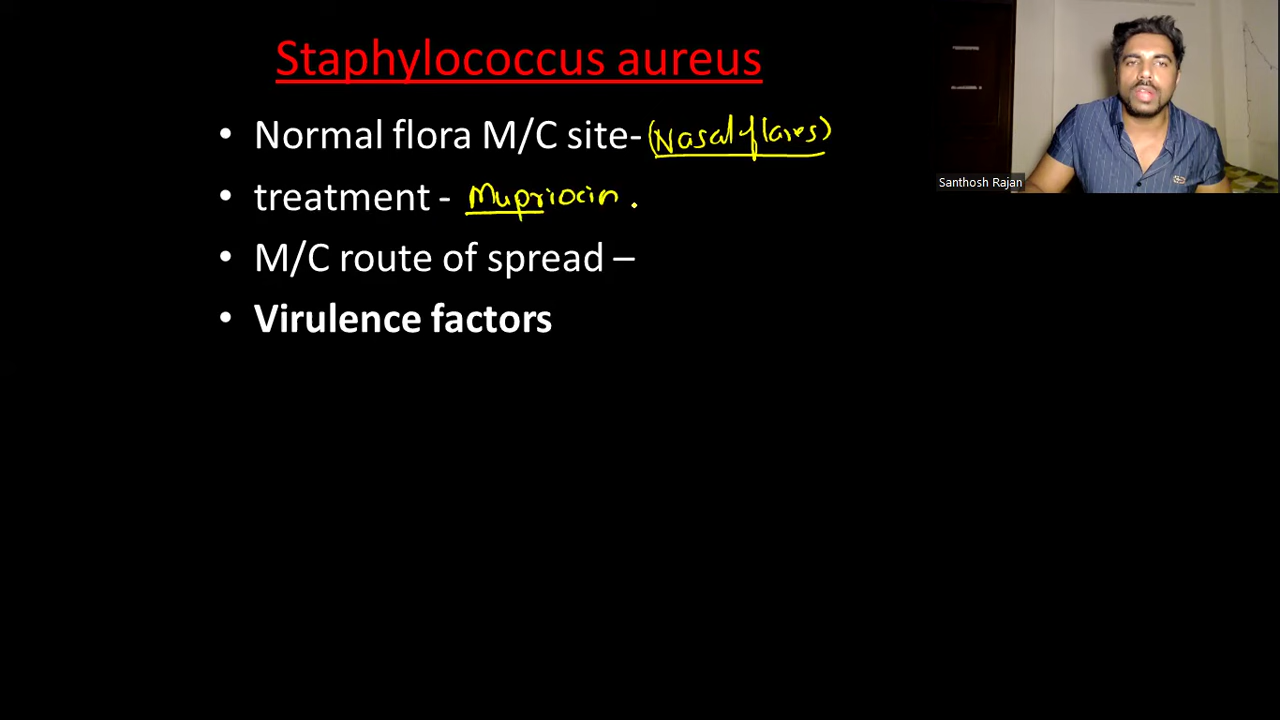 Staphylococcus aureus
• Normal flora M/C site- (Nasal flares)
• treatment - Mupriocin.
• M/C route of spread –
• Virulence factors
Santhosh Rajan